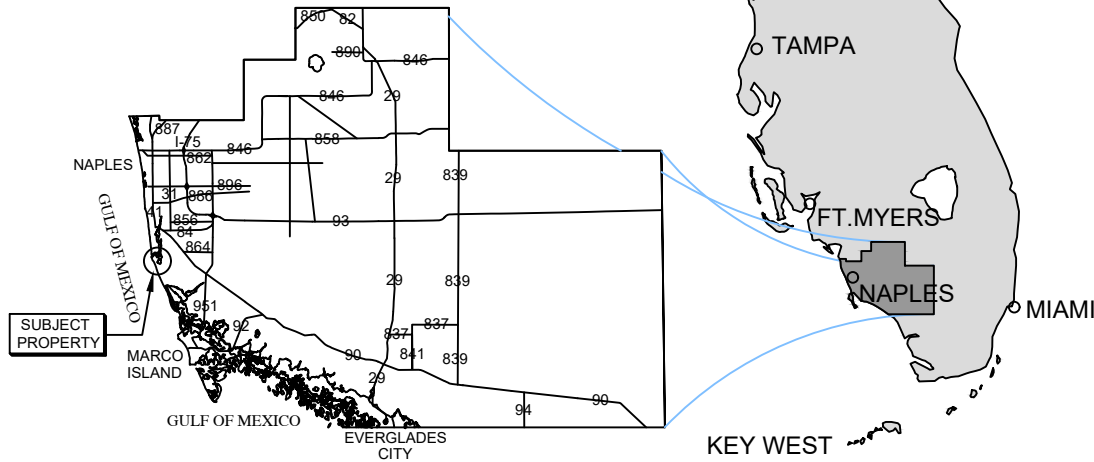 850
82
TAMPA
890
846
846
29
887
I-75
858
846
862
NAPLES
29
839
896
31
886
FT.MYERS
41
856
93
84
GULF OF MEXICO
864
29
839
NAPLES
951
MIAMI
SUBJECT
PROPERTY
92
837
837
MARCO
ISLAND
90
841
839
29
90
94
GULF OF MEXICO
EVERGLADES
CITY
KEY WEST